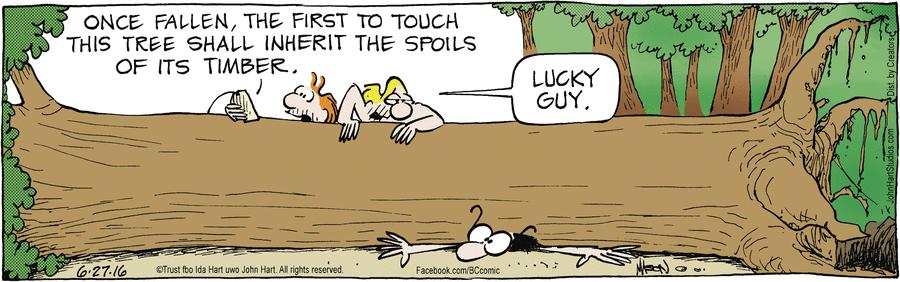 ONCE FALLEN, THE FIRST TO TOUCH
THIS TREE SHALL INHERIT THE SPOILS
OF ITS TIMBER.
LUCKY
GUY.
Dist. by Creators
JohnHartStudios.com
6·27·16
©Trust fbo Ida Hart uwo John Hart. All rights reserved.
Facebook.com/BCcomic